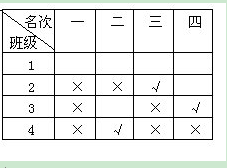 名次 一 二 三 四
班级
1
2 × × √
3 × × √
4 × √ × ×